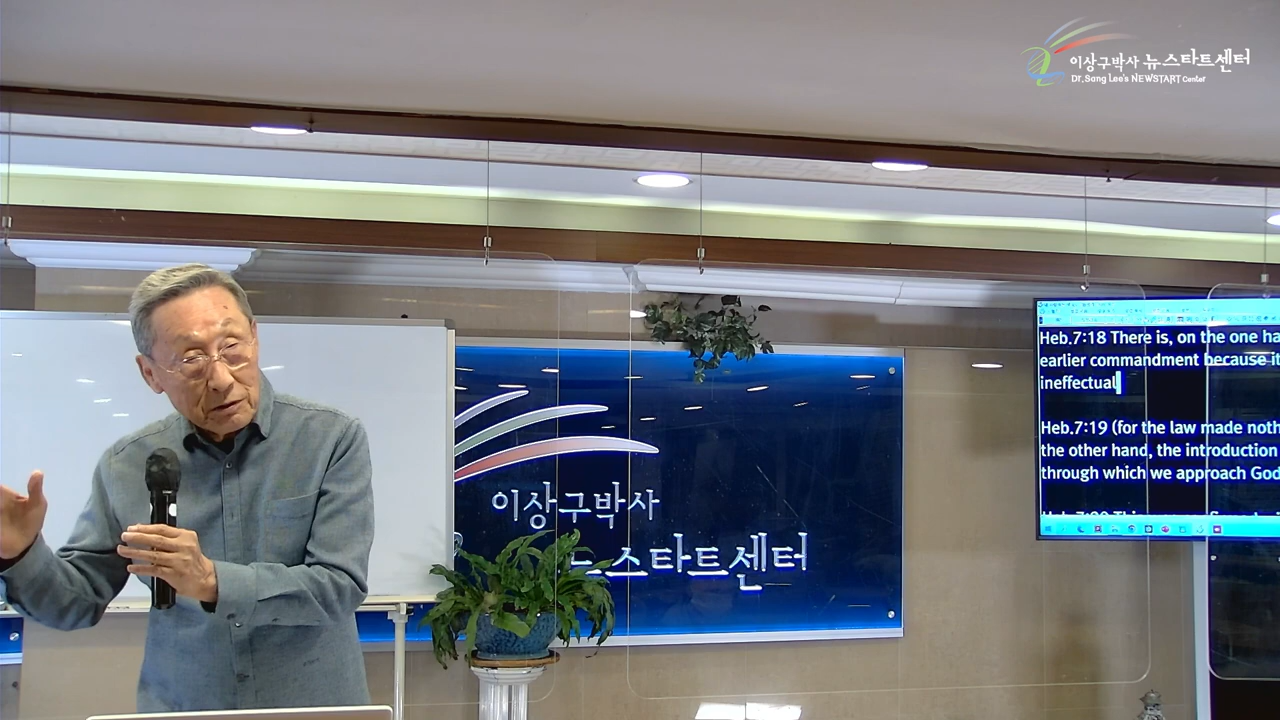 이상구박사 뉴스타트센터
Dr. Sang Lee's NEWSTART Center
Heb.7:18 There is, on the one ha
earlier commandment because it
ineffectual
Heb.7:19 (for the law made noth
the other hand, the introduction
through which we approach God
이상구박사
스타트센터